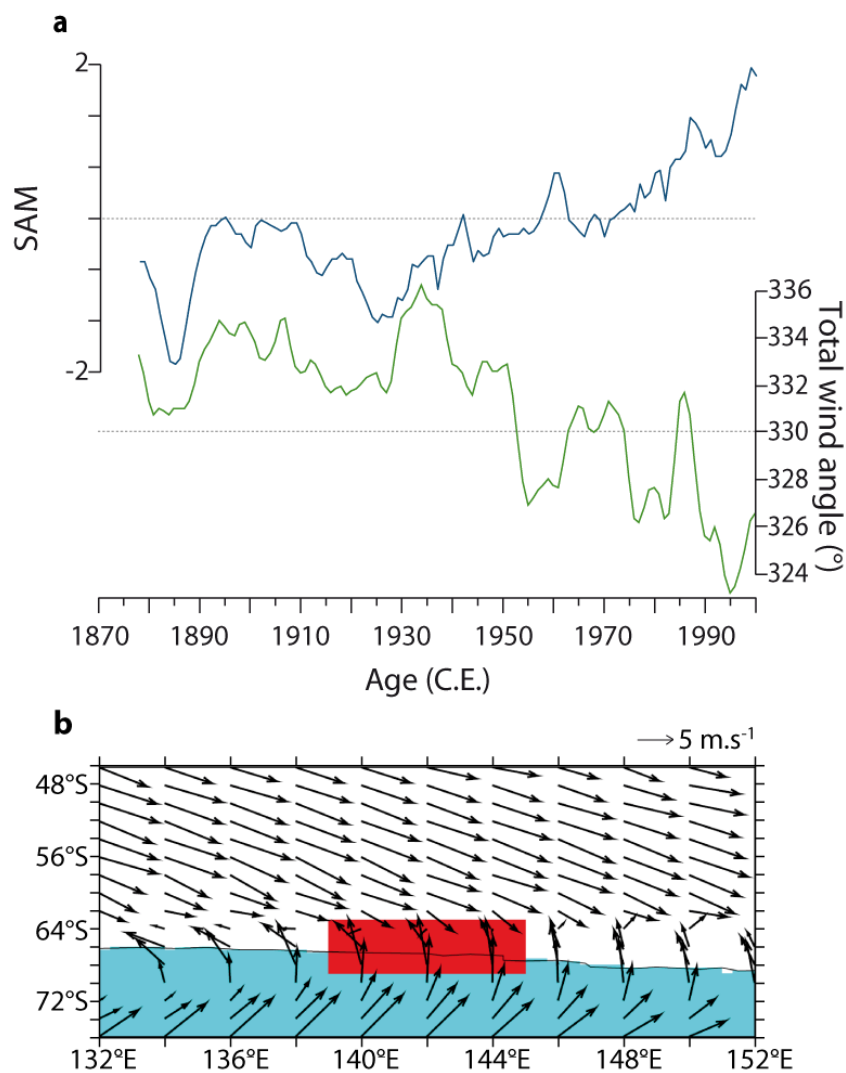 a
2
SAM
-2
336
334
332
330
328
326
324
Total wind angle (°)
1870 1890 1910 1930 1950 1970 1990
Age (C.E.)
b
5 m.s-1
48°S
56°S
64°S
72°S
132°E 136°E 140°E 144°E 148°E 152°E